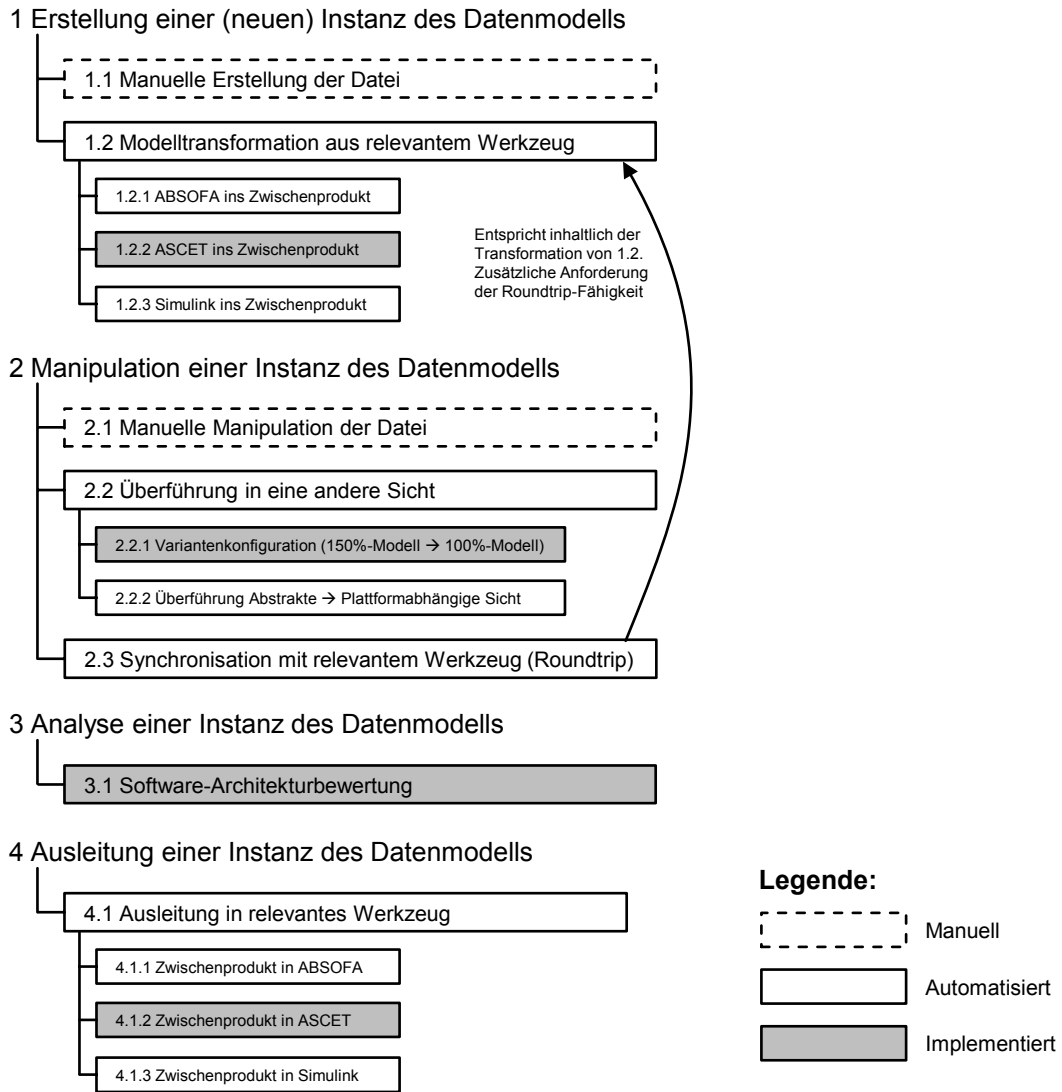 1 Erstellung einer (neuen) Instanz des Datenmodells
1.1 Manuelle Erstellung der Datei
1.2 Modelltransformation aus relevantem Werkzeug
1.2.1 ABSOFA ins Zwischenprodukt
1.2.2 ASCET ins Zwischenprodukt
1.2.3 Simulink ins Zwischenprodukt
Entspricht inhaltlich der
Transformation von 1.2.
Zusätzliche Anforderung
der Roundtrip-Fähigkeit
2 Manipulation einer Instanz des Datenmodells
2.1 Manuelle Manipulation der Datei
2.2 Überführung in eine andere Sicht
2.2.1 Variantenkonfiguration (150%-Modell → 100%-Modell)
2.2.2 Überführung Abstrakte → Plattformabhängige Sicht
2.3 Synchronisation mit relevantem Werkzeug (Roundtrip)
3 Analyse einer Instanz des Datenmodells
3.1 Software-Architekturbewertung
4 Ausleitung einer Instanz des Datenmodells
4.1 Ausleitung in relevantes Werkzeug
4.1.1 Zwischenprodukt in ABSOFA
4.1.2 Zwischenprodukt in ASCET
4.1.3 Zwischenprodukt in Simulink
Legende:
Manuell
Automatisiert
Implementiert